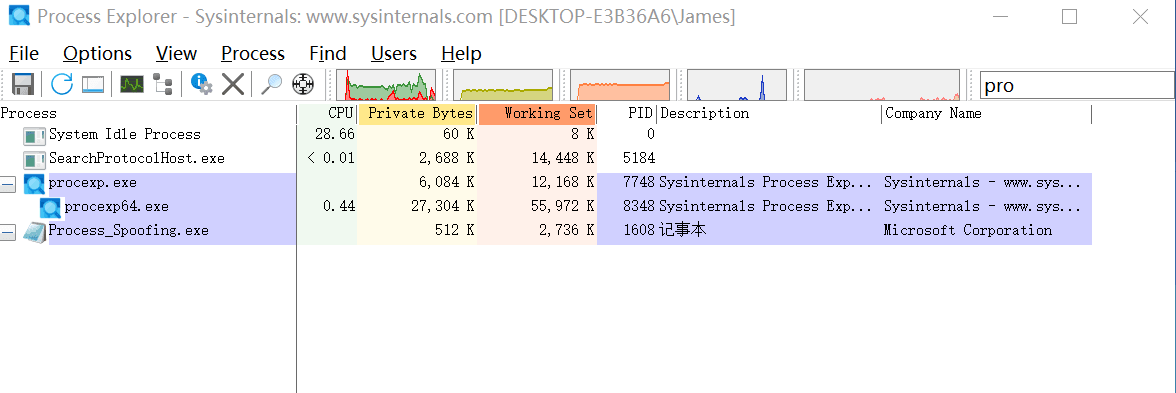 Process Explorer - Sysinternals: www.sysinternals.com [DESKTOP-E3B36A6\James]
File Options View Process Find Users Help
pro
Process CPU Private Bytes Working Set PID Description Company Name
System Idle Process 28.66 60 K 8 K 0
SearchProtocolHost.exe < 0.01 2,688 K 14,448 K 5184
procexp.exe 6,084 K 12,168 K 7748 Sysinternals Process Exp... Sysinternals - www.sys...
procexp64.exe 0.44 27,304 K 55,972 K 8348 Sysinternals Process Exp... Sysinternals - www.sys...
Process_Spoofing.exe 512 K 2,736 K 1608 记事本 Microsoft Corporation